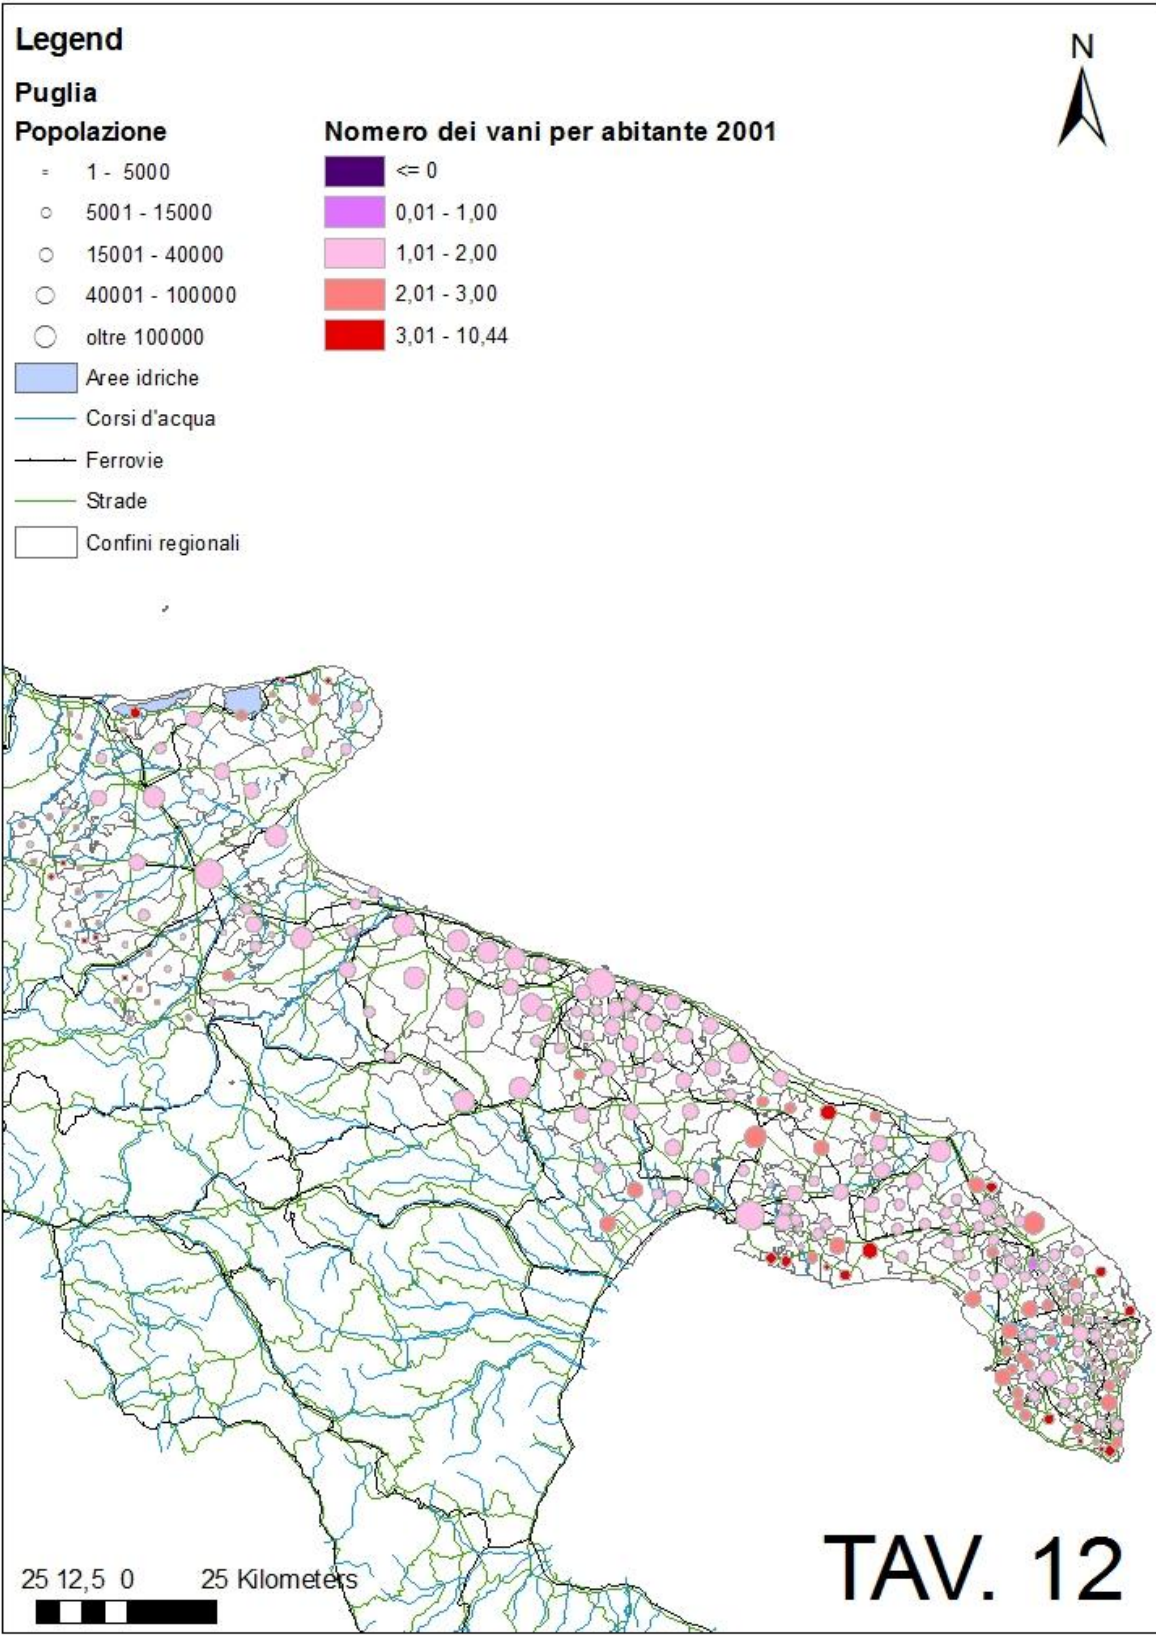 Legend
N
Puglia
Popolazione
1 - 5000
5001 - 15000
15001 - 40000
40001 - 100000
oltre 100000
Aree idriche
Corsi d'acqua
Ferrovie
Strade
Confini regionali
Nomero dei vani per abitante 2001
<= 0
0,01 - 1,00
1,01 - 2,00
2,01 - 3,00
3,01 - 10,44
25 12,5 0 25 Kilometers
TAV. 12